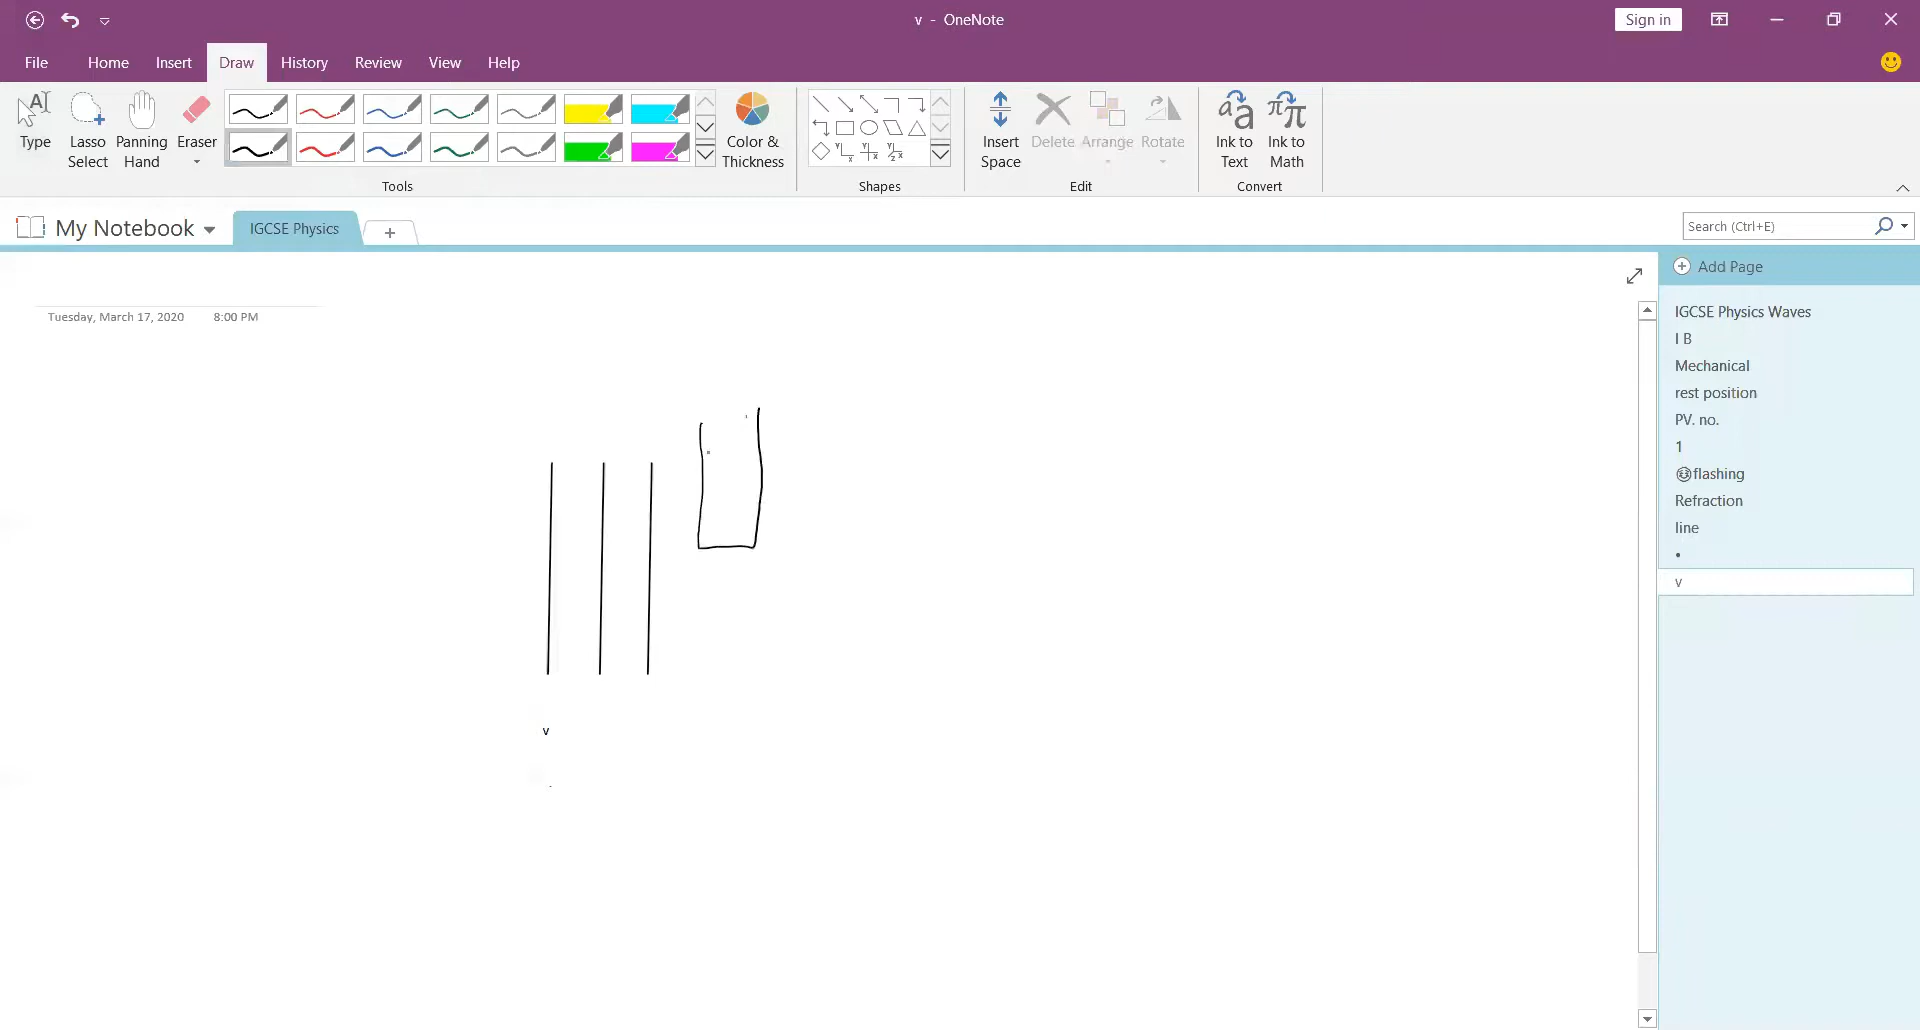 v - OneNote
Sign in
File Home Insert Draw History Review View Help
Type
Lasso Select
Panning Hand
Eraser
Color & Thickness
Insert Space
Delete
Arrange
Rotate
Ink to Text
Ink to Math
Tools Shapes Edit Convert
My Notebook
IGCSE Physics
+
Search (Ctrl+E)
Add Page
Tuesday, March 17, 2020 8:00 PM
IGCSE Physics Waves
I B
Mechanical
rest position
PV. no.
1
flashing
Refraction
line
•
v
v